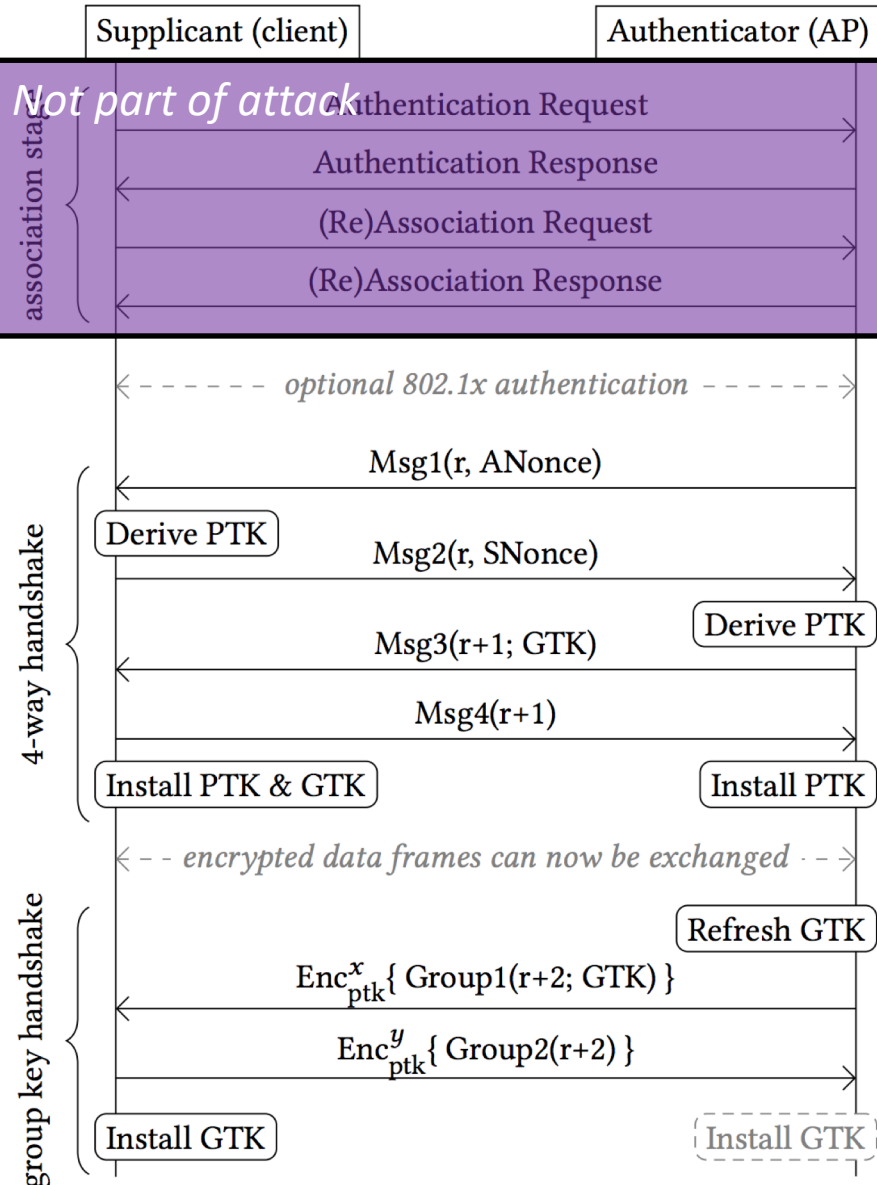 Supplicant (client)
Authenticator (AP)
Not part of attack
association stage
Authentication Request
Authentication Response
(Re)Association Request
(Re)Association Response
optional 802.1x authentication
4-way handshake
Msg1(r, ANonce)
Derive PTK
Msg2(r, SNonce)
Derive PTK
Msg3(r+1; GTK)
Msg4(r+1)
Install PTK & GTK
Install PTK
encrypted data frames can now be exchanged
group key handshake
Refresh GTK
Enc^x_ptk{ Group1(r+2; GTK) }
Enc^y_ptk{ Group2(r+2) }
Install GTK
Install GTK